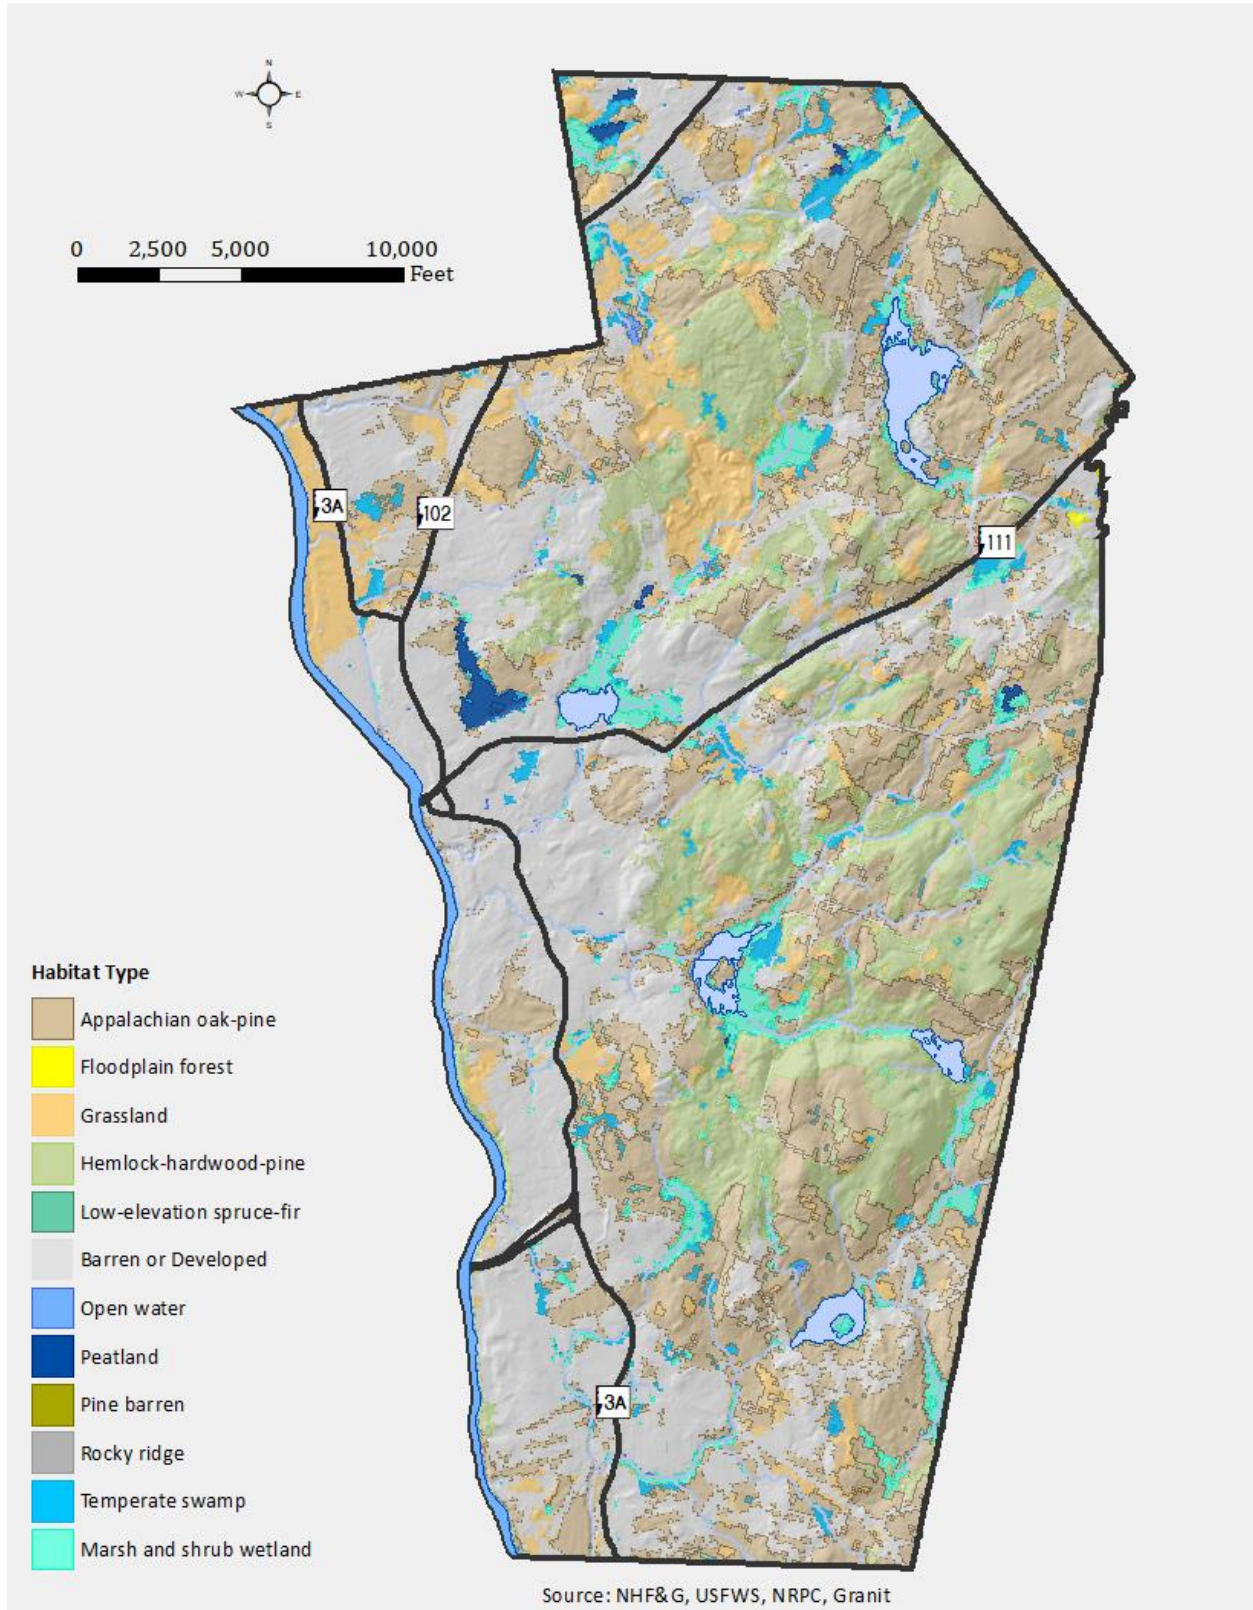 N
W E
S
0 2,500 5,000 10,000
Feet
3A
102
111
3A
Habitat Type
Appalachian oak-pine
Floodplain forest
Grassland
Hemlock-hardwood-pine
Low-elevation spruce-fir
Barren or Developed
Open water
Peatland
Pine barren
Rocky ridge
Temperate swamp
Marsh and shrub wetland
Source: NHF&G, USFWS, NRPC, Granit